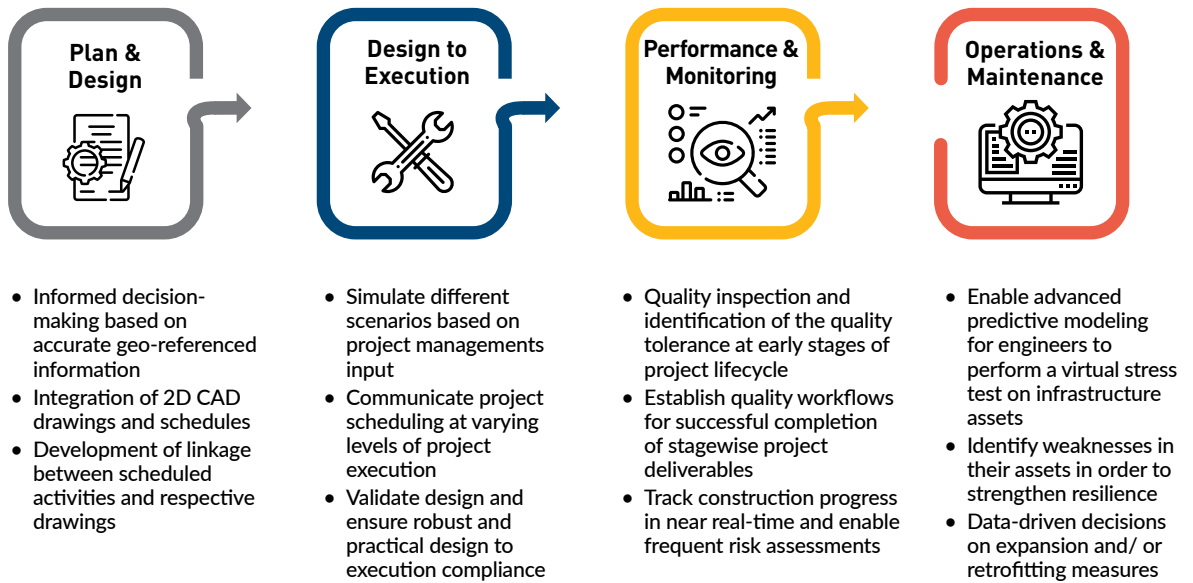 Plan &
Design
• Informed decision-
making based on
accurate geo-referenced
information
• Integration of 2D CAD
drawings and schedules
• Development of linkage
between scheduled
activities and respective
drawings
Design to
Execution
• Simulate different
scenarios based on
project managements
input
• Communicate project
scheduling at varying
levels of project
execution
• Validate design and
ensure robust and
practical design to
execution compliance
Performance &
Monitoring
• Quality inspection and
identification of the quality
tolerance at early stages of
project lifecycle
• Establish quality workflows
for successful completion
of stagewise project
deliverables
• Track construction progress
in near real-time and enable
frequent risk assessments
Operations &
Maintenance
• Enable advanced
predictive modeling
for engineers to
perform a virtual stress
test on infrastructure
assets
• Identify weaknesses in
their assets in order to
strengthen resilience
• Data-driven decisions
on expansion and/ or
retrofitting measures